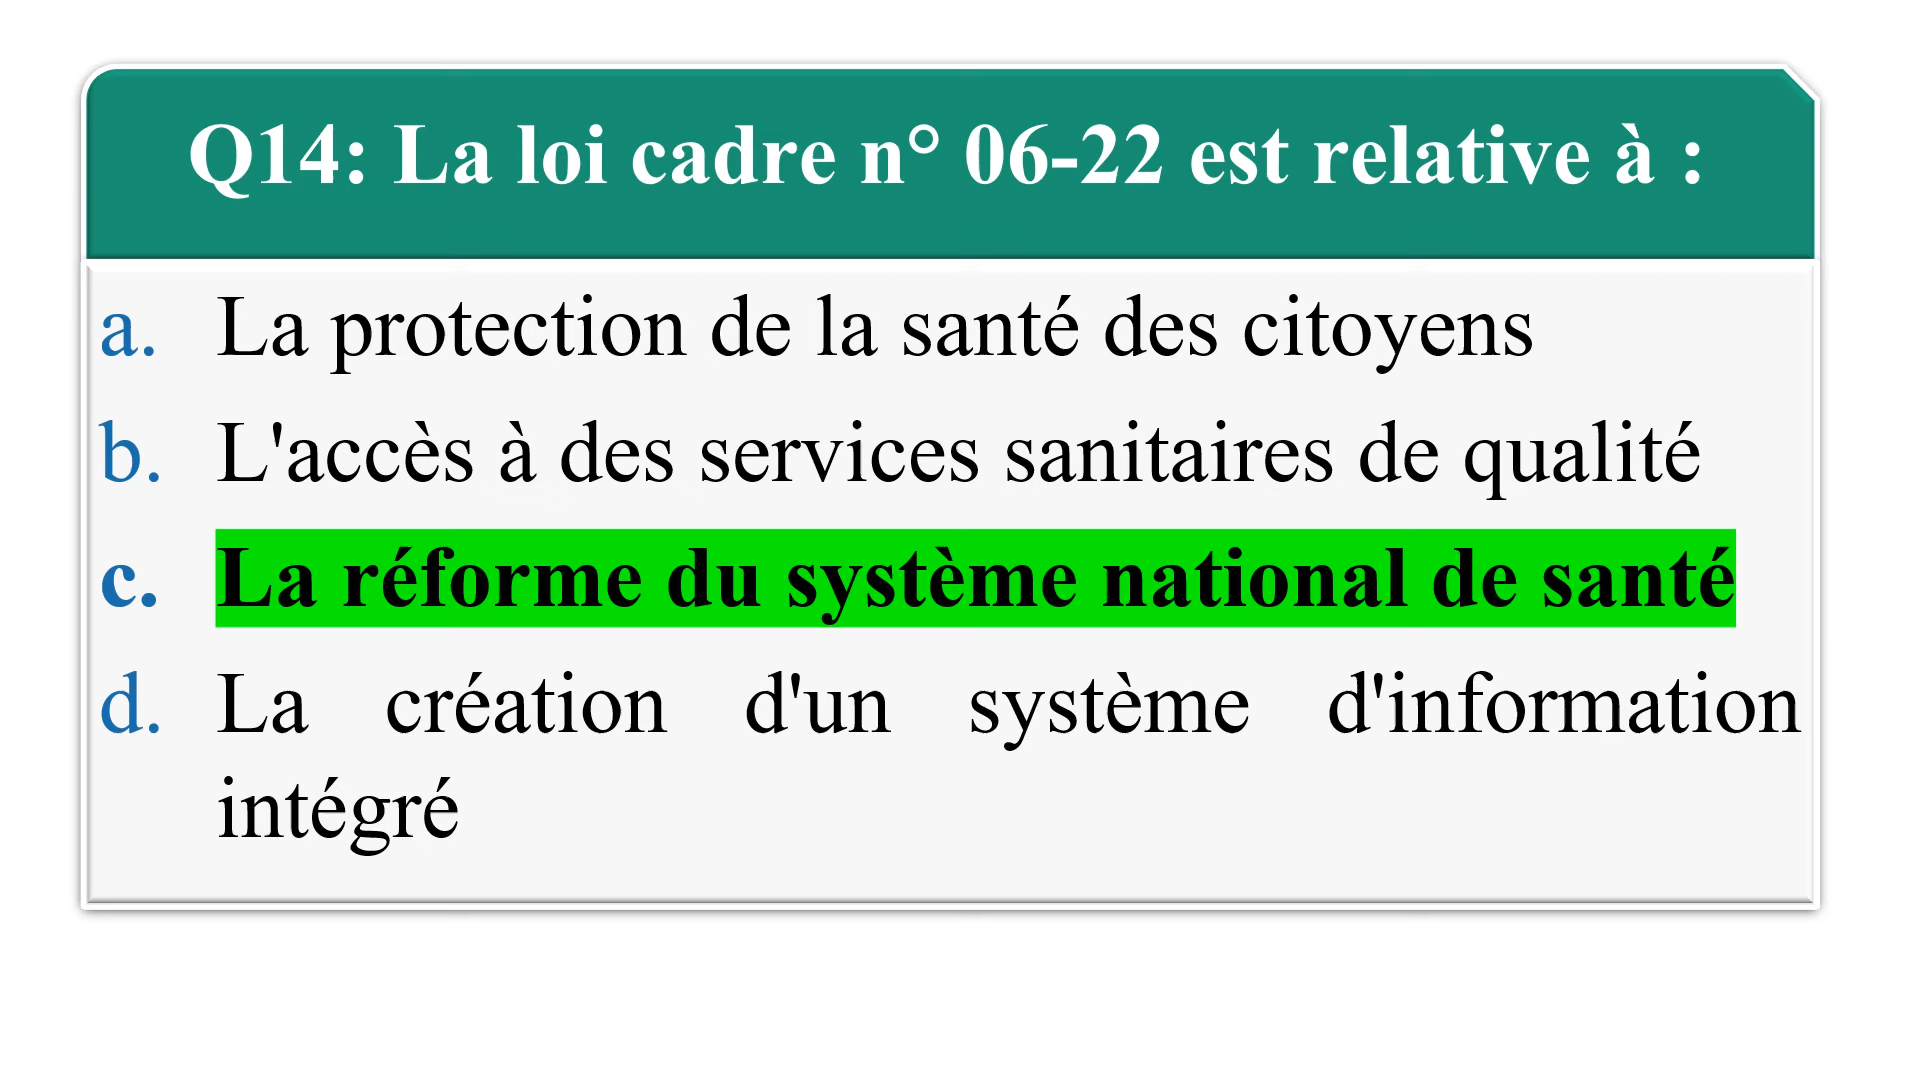 Q14: La loi cadre n° 06-22 est relative à :
a. La protection de la santé des citoyens
b. L'accès à des services sanitaires de qualité
c. La réforme du système national de santé
d. La création d'un système d'information
intégré